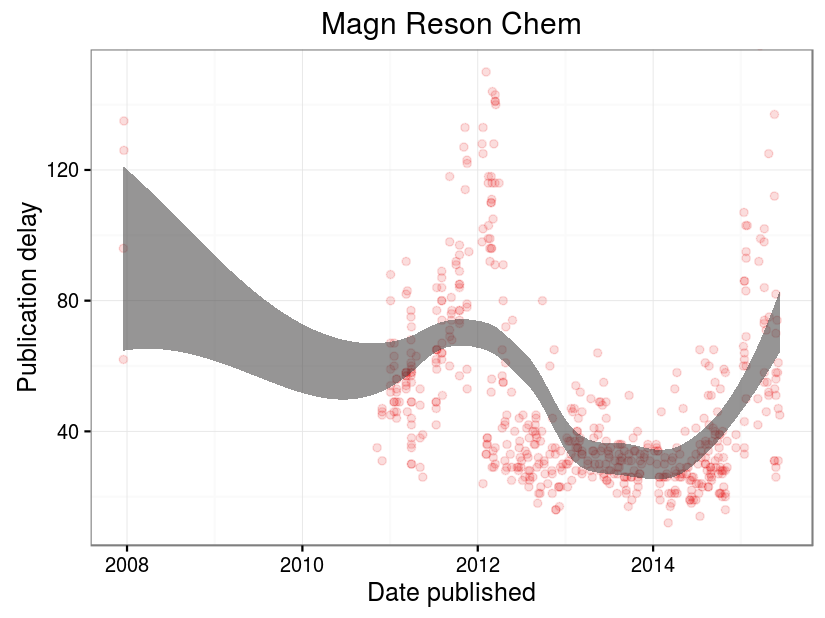 Magn Reson Chem
Publication delay
120
80
40
2008 2010 2012 2014
Date published